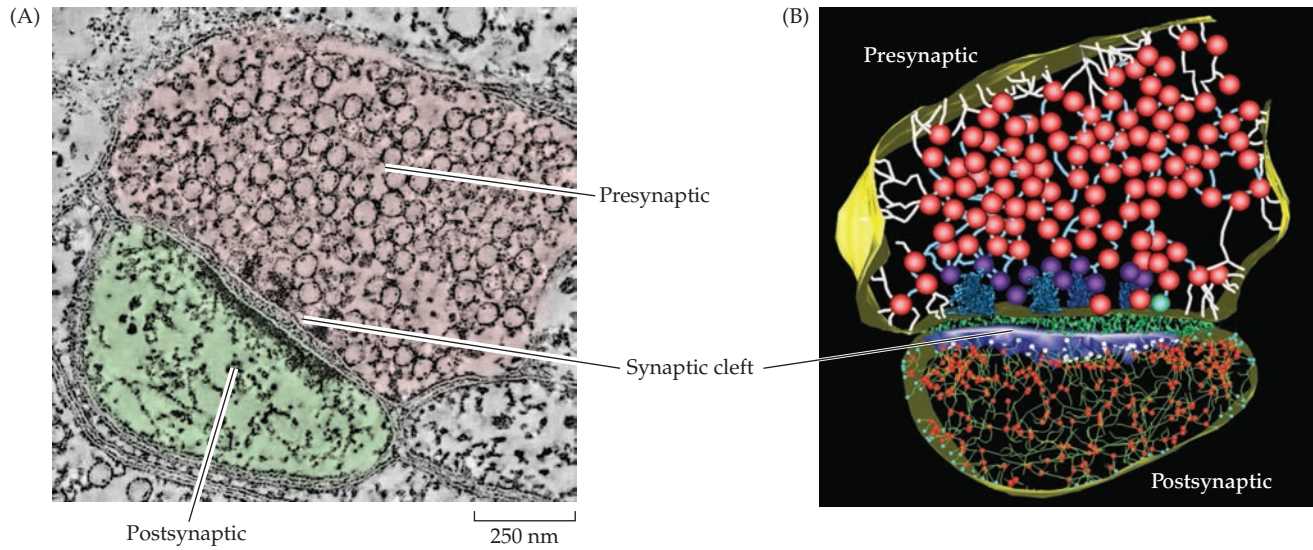 (A)
Presynaptic
Synaptic cleft
Postsynaptic
250 nm
(B)
Presynaptic
Postsynaptic